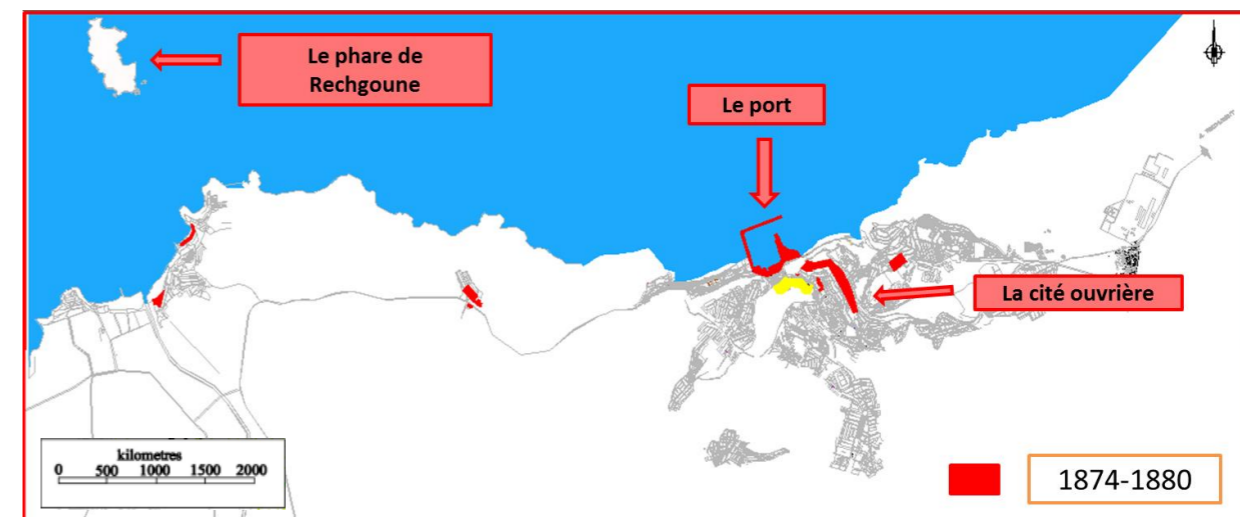 Le phare de
Rechgoune
Le port
La cité ouvrière
kilometres
0 500 1000 1500 2000
1874-1880